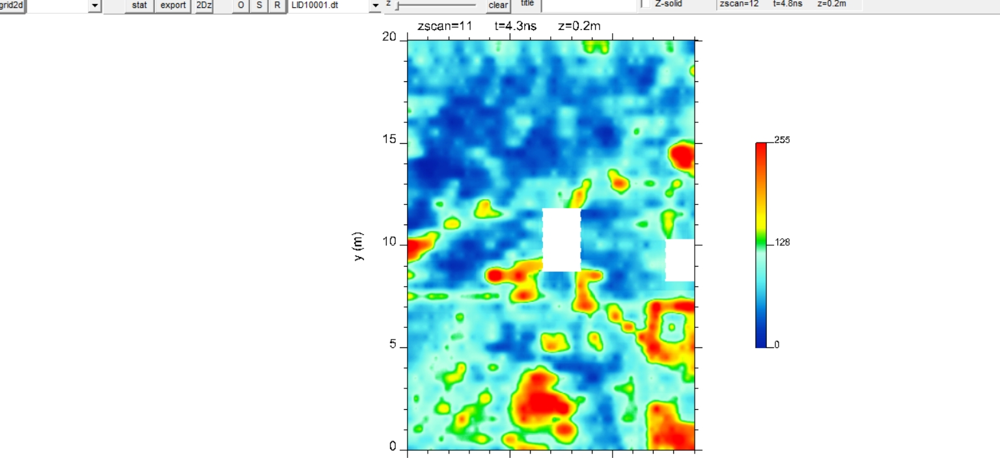 grid2d stat export 2Dz O S R LID10001.dt z clear title Z-solid zscan=12 t=4.8ns z=0.2m
zscan=11 t=4.3ns z=0.2m
20
15
10
5
0
y (m)
255
128
0